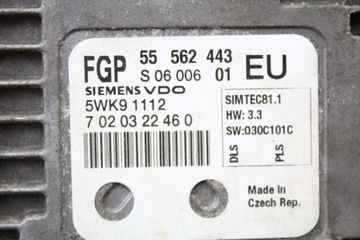 FGP 55 562 443 EU
S 06 006 01
SIEMENS VDO
5WK9 1112
7 02 03 22 46 0
SIMTEC81.1
HW: 3.3
SW:030C101C
DLS
PLS
Made in
Czech Rep.